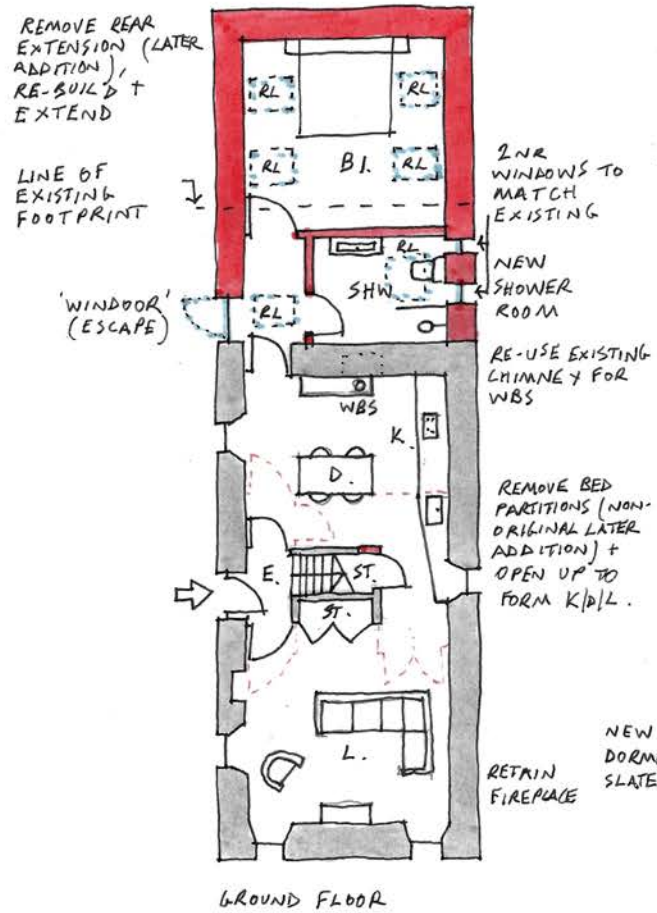 REMOVE REAR
EXTENSION (LATER
ADDITION),
RE-BUILD +
EXTEND
LINE OF
EXISTING
FOOTPRINT
'WINDOOR'
(ESCAPE)
RL
RL
RL
RL
B1.
RL
SHW
RL
2NR
WINDOWS TO
MATCH
EXISTING
NEW
SHOWER
ROOM
RE-USE EXISTING
CHIMNEY FOR
WBS
WBS
K.
D.
REMOVE BED
PARTITIONS (NON-
ORIGINAL LATER
ADDITION) +
OPEN UP TO
FORM K/D/L.
E.
ST.
ST.
L.
RETAIN
FIREPLACE
NEW
DORM
SLATE
GROUND FLOOR